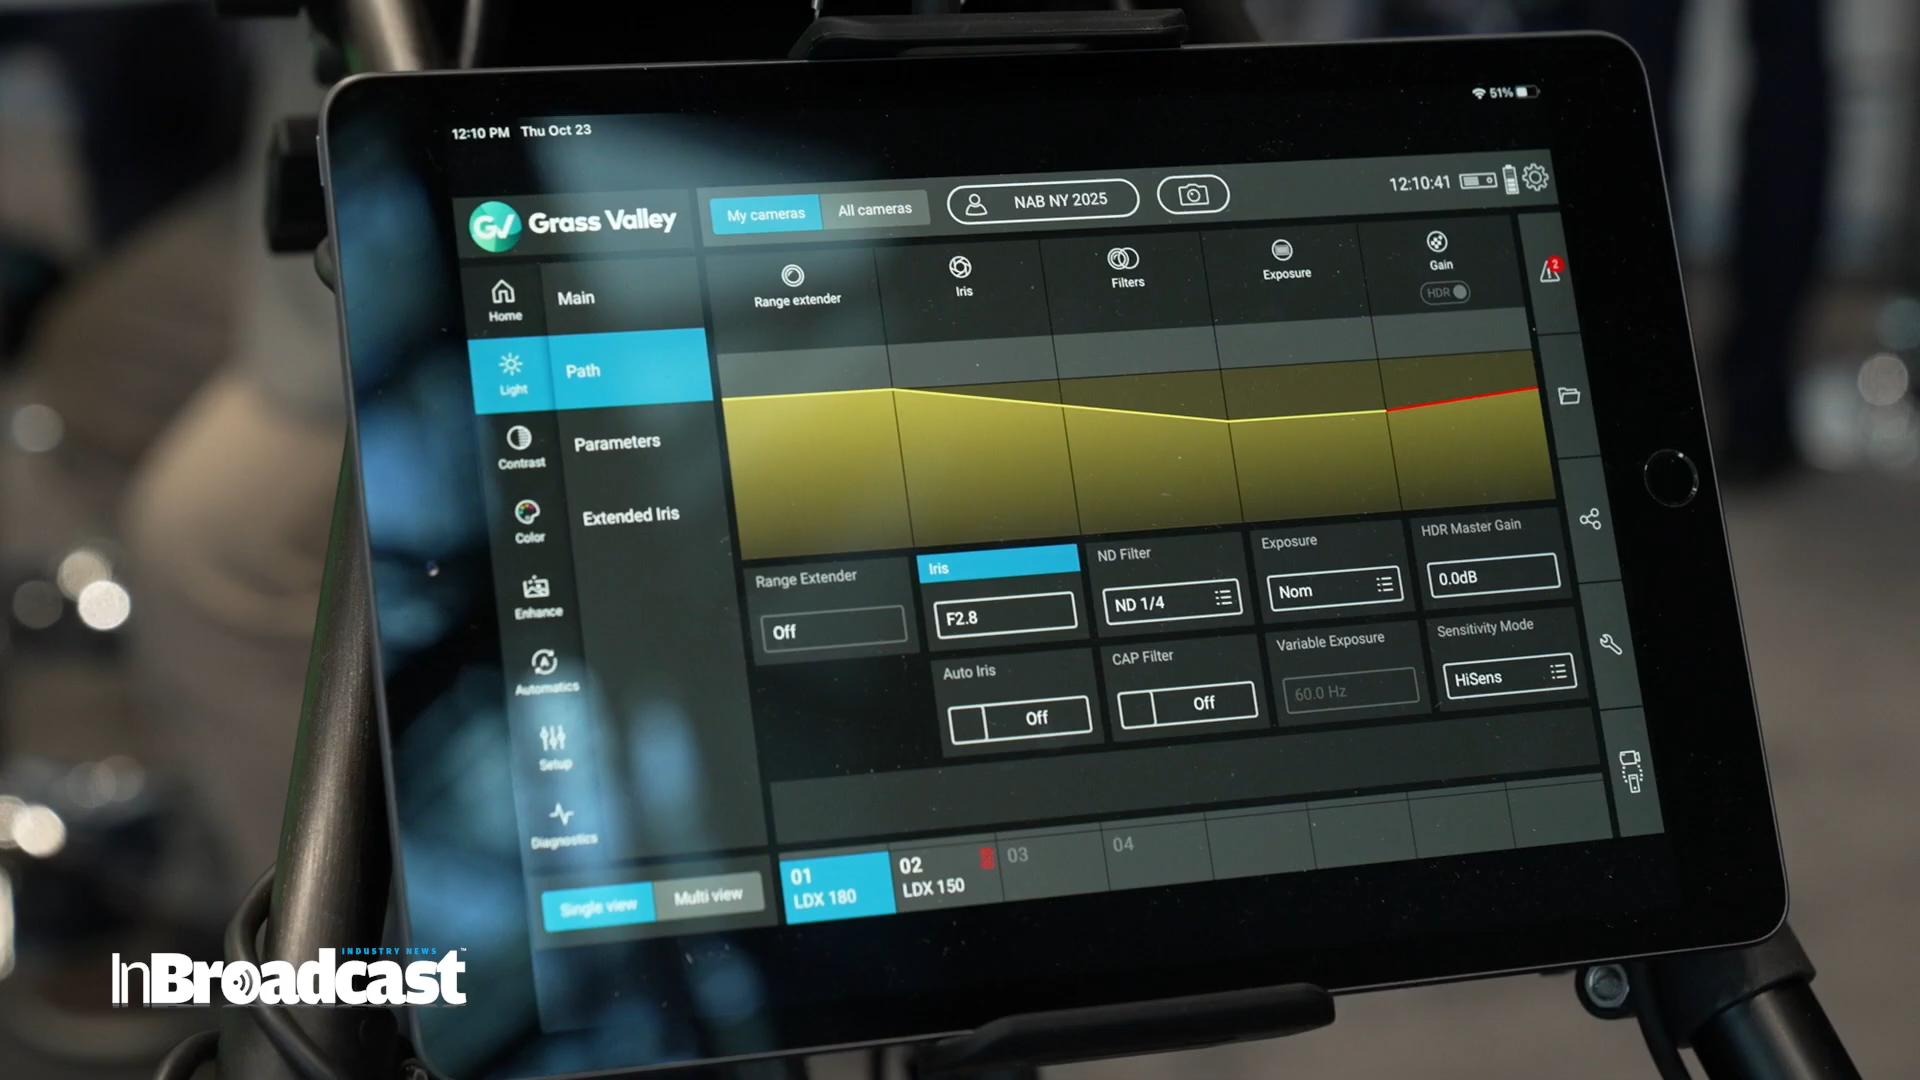 12:10 PM Thu Oct 23
51%
GV Grass Valley
My cameras
All cameras
NAB NY 2025
12:10:41
Home
Main
Light
Path
Contrast
Parameters
Color
Extended Iris
Enhance
Automatics
Setup
Diagnostics
Range extender
Iris
Filters
Exposure
Gain
HDR
2
Range Extender
Off
Iris
F2.8
ND Filter
ND 1/4
Exposure
Nom
HDR Master Gain
0.0dB
Auto Iris
Off
CAP Filter
Off
Variable Exposure
60.0 Hz
Sensitivity Mode
HiSens
Single view
Multi view
01
LDX 180
02
LDX 150
03
04
INDUSTRY NEWS
InBroadcast™